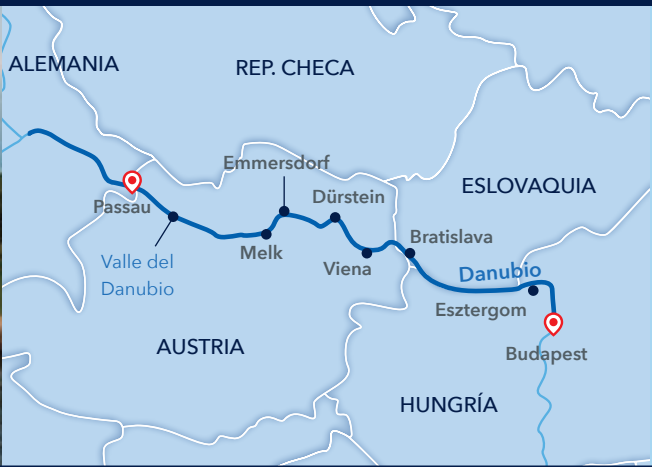 ALEMANIA
REP. CHECA
Emmersdorf
ESLOVAQUIA
Dürstein
Passau
Bratislava
Melk
Viena
Valle del
Danubio
Danubio
Esztergom
AUSTRIA
Budapest
HUNGRÍA